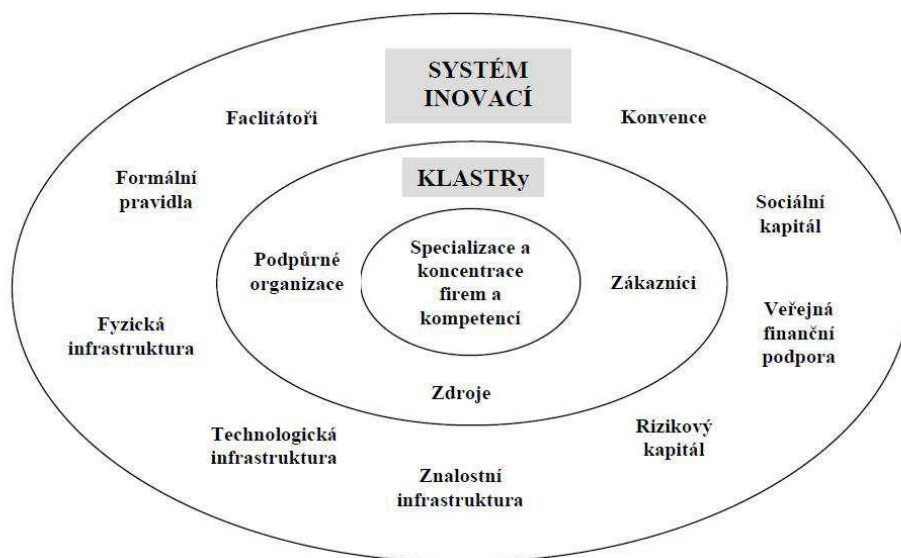 SYSTÉM
INOVACÍ
Faclitátoři
Konvence
Formální
pravidla
KLASTRy
Sociální
kapitál
Podpůrné
organizace
Specializace a
koncentrace
firem a
kompetencí
Zákazníci
Fyzická
infrastruktura
Veřejná
finanční
podpora
Zdroje
Technologická
infrastruktura
Rizikový
kapitál
Znalostní
infrastruktura